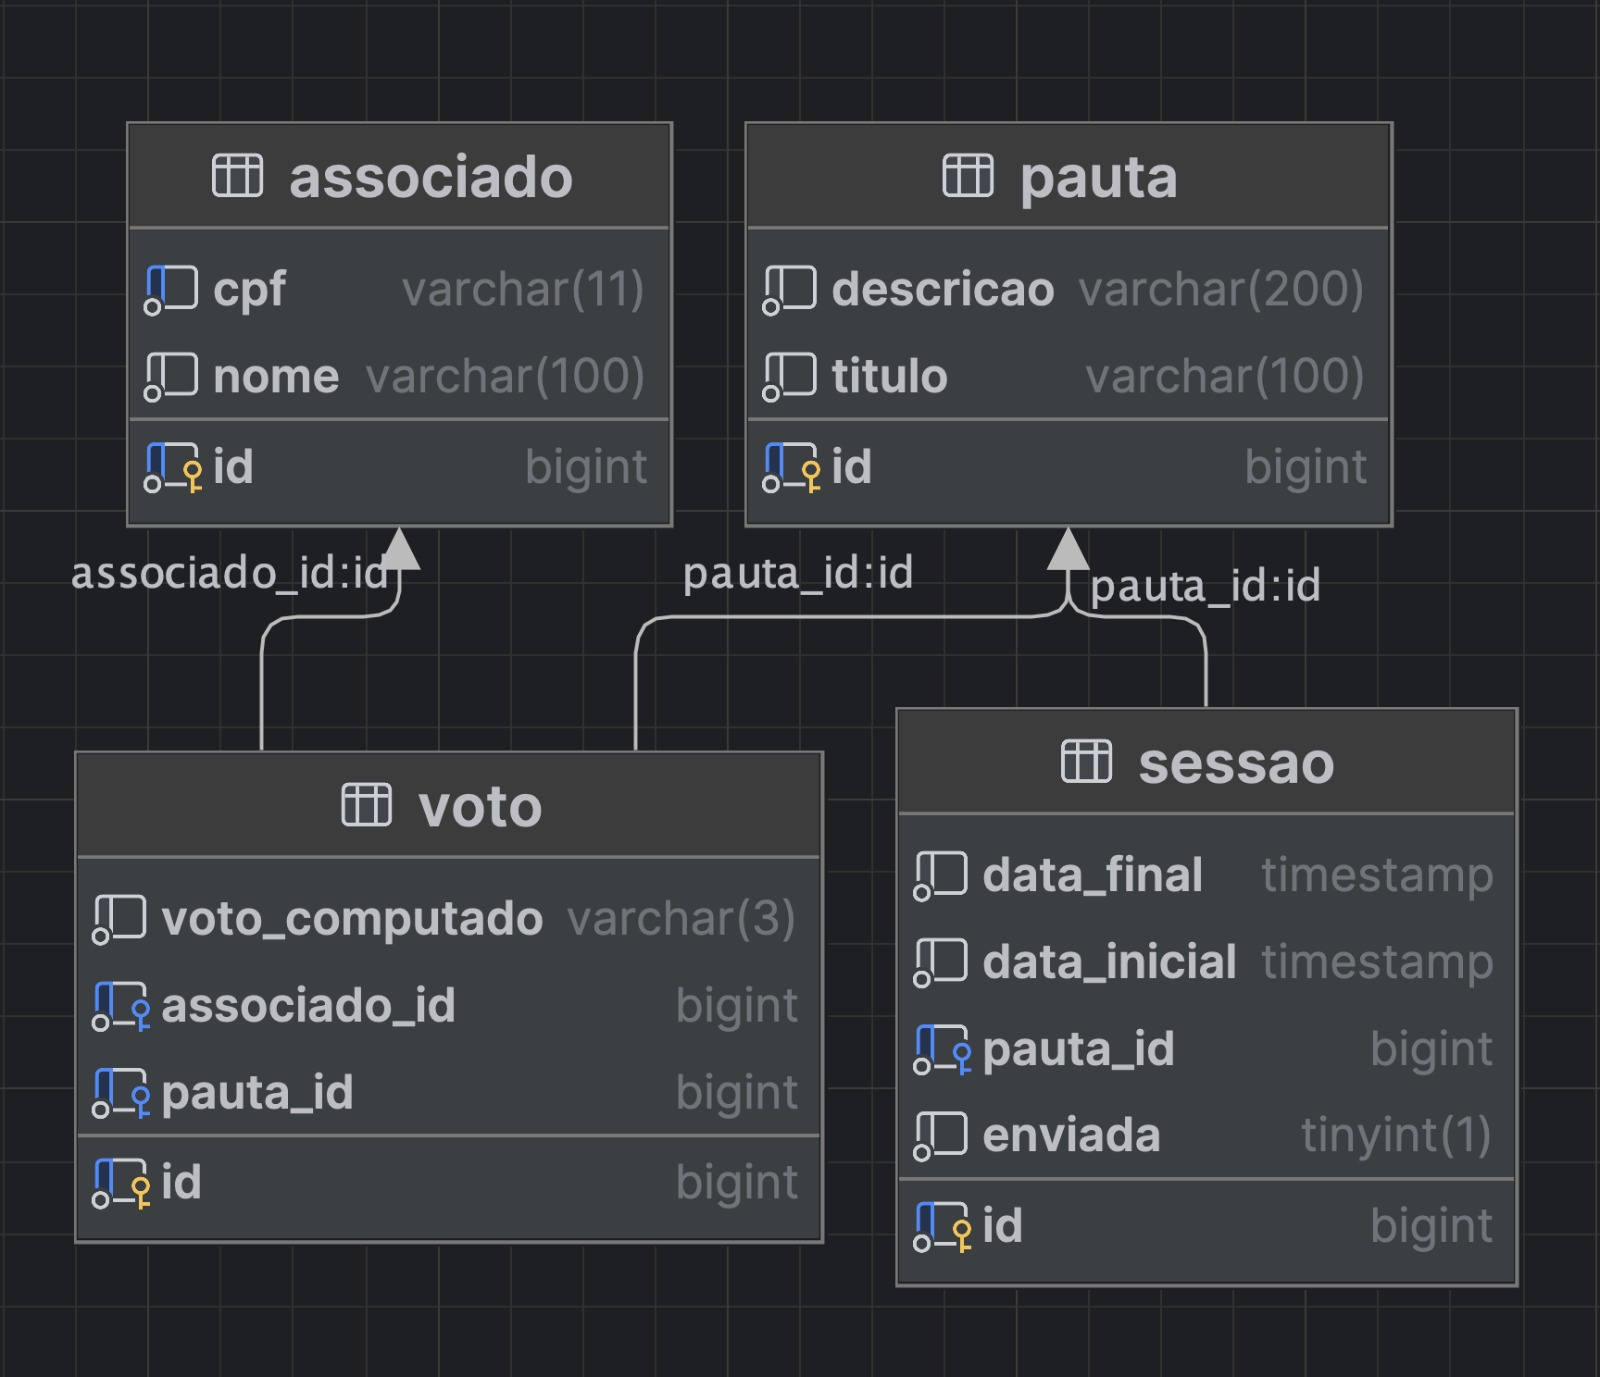 associado
cpf varchar(11)
nome varchar(100)
id bigint
pauta
descricao varchar(200)
titulo varchar(100)
id bigint
associado_id:id
pauta_id:id
pauta_id:id
voto
voto_computado varchar(3)
associado_id bigint
pauta_id bigint
id bigint
sessao
data_final timestamp
data_inicial timestamp
pauta_id bigint
enviada tinyint(1)
id bigint